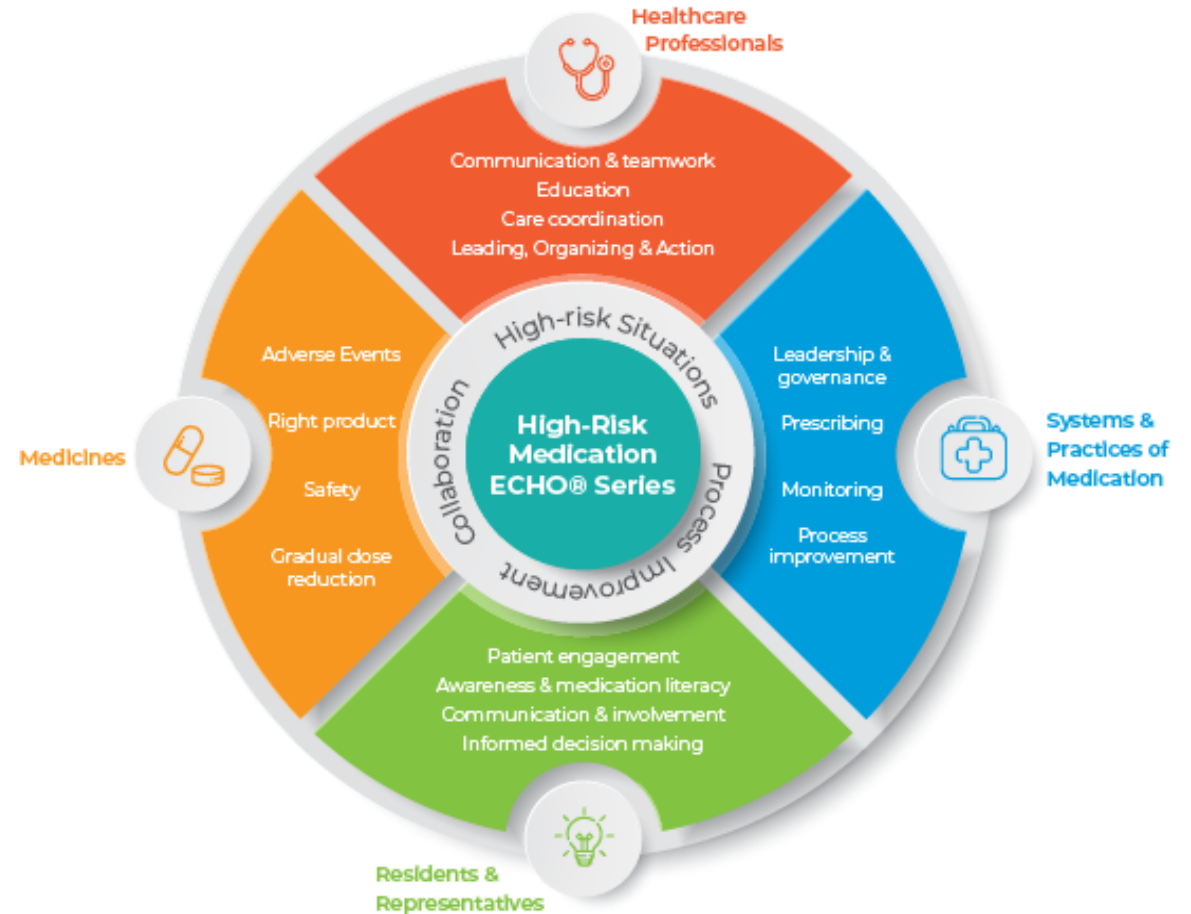 Healthcare
Professionals
Communication & teamwork
Education
Care coordination
Leading, Organizing & Action
Adverse Events
Right product
Safety
Gradual dose
reduction
Medicines
High-risk Situations
Process Improvement
Collaboration
High-Risk
Medication
ECHO® Series
Leadership &
governance
Prescribing
Monitoring
Process
improvement
Systems &
Practices of
Medication
Patient engagement
Awareness & medication literacy
Communication & involvement
Informed decision making
Residents &
Representatives